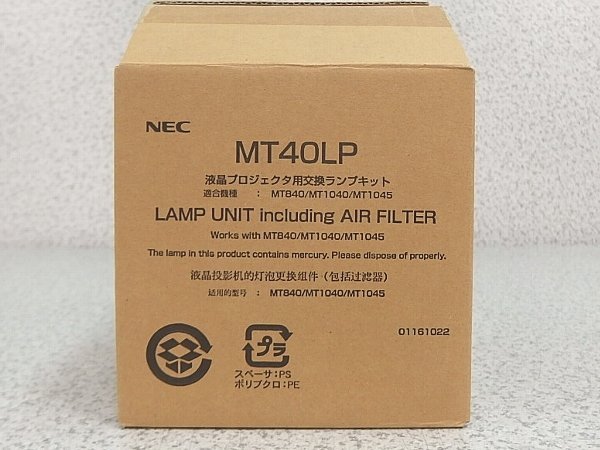 NEC
MT40LP
液晶プロジェクタ用交換ランプキット
適合機種 : MT840/MT1040/MT1045
LAMP UNIT including AIR FILTER
Works with MT840/MT1040/MT1045
The lamp in this product contains mercury. Please dispose of properly.
液晶投影机的灯泡更换组件（包括过滤器）
适用的型号 : MT840/MT1040/MT1045
01161022
プラ
スペーサ:PS
ポリブクロ:PE